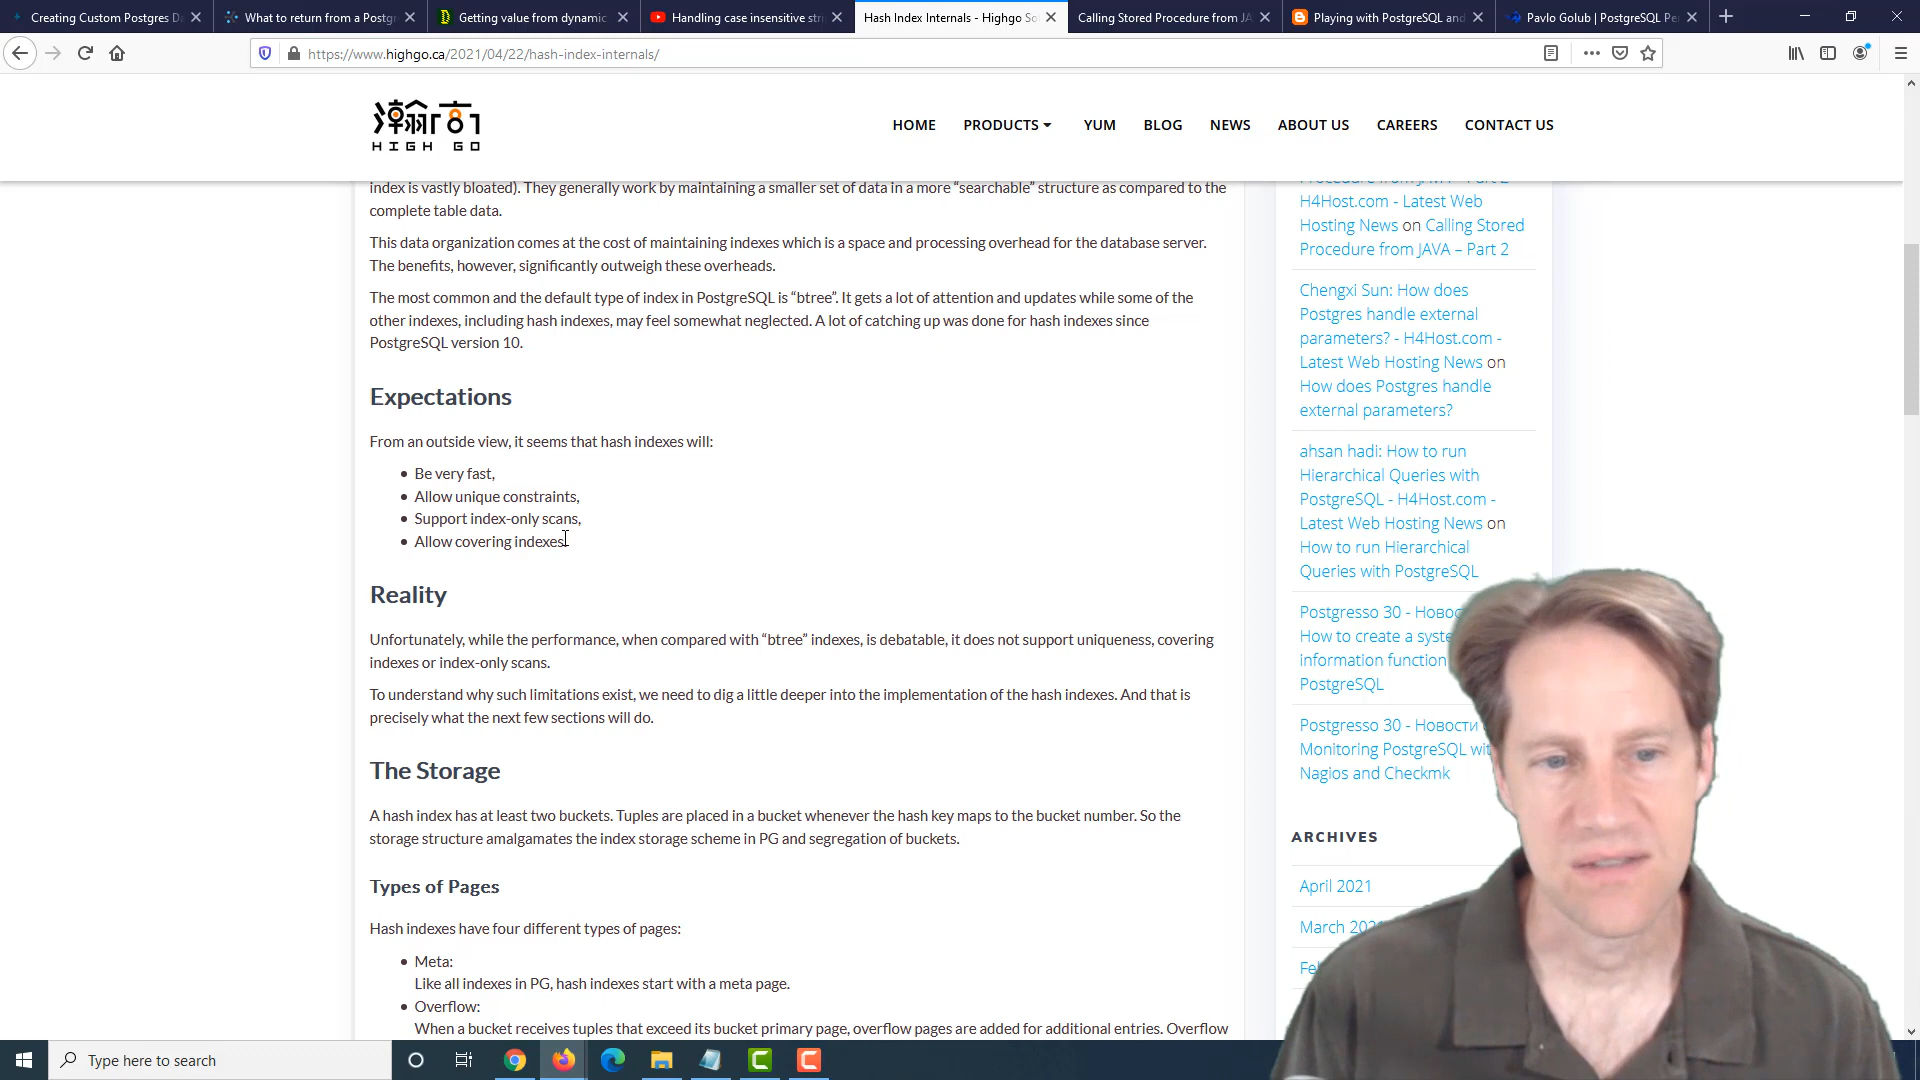 Creating Custom Postgres Da
What to return from a Postgr
Getting value from dynamic
Handling case insensitive stri
Hash Index Internals - Highgo So
Calling Stored Procedure from JA
Playing with PostgreSQL and
Pavlo Golub | PostgreSQL Pe
https://www.highgo.ca/2021/04/22/hash-index-internals/
瀚高
HIGH GO
HOME
PRODUCTS
YUM
BLOG
NEWS
ABOUT US
CAREERS
CONTACT US
index is vastly bloated). They generally work by maintaining a smaller set of data in a more “searchable” structure as compared to the
complete table data.
This data organization comes at the cost of maintaining indexes which is a space and processing overhead for the database server.
The benefits, however, significantly outweigh these overheads.
The most common and the default type of index in PostgreSQL is “btree”. It gets a lot of attention and updates while some of the
other indexes, including hash indexes, may feel somewhat neglected. A lot of catching up was done for hash indexes since
PostgreSQL version 10.
Expectations
From an outside view, it seems that hash indexes will:
Be very fast,
Allow unique constraints,
Support index-only scans,
Allow covering indexes.
Reality
Unfortunately, while the performance, when compared with “btree” indexes, is debatable, it does not support uniqueness, covering
indexes or index-only scans.
To understand why such limitations exist, we need to dig a little deeper into the implementation of the hash indexes. And that is
precisely what the next few sections will do.
The Storage
A hash index has at least two buckets. Tuples are placed in a bucket whenever the hash key maps to the bucket number. So the
storage structure amalgamates the index storage scheme in PG and segregation of buckets.
Types of Pages
Hash indexes have four different types of pages:
Meta:
Like all indexes in PG, hash indexes start with a meta page.
Overflow:
When a bucket receives tuples that exceed its bucket primary page, overflow pages are added for additional entries. Overflow
Procedure from JAVA – Part 2 -
H4Host.com - Latest Web
Hosting News on Calling Stored
Procedure from JAVA – Part 2
Chengxi Sun: How does
Postgres handle external
parameters? - H4Host.com -
Latest Web Hosting News on
How does Postgres handle
external parameters?
ahsan hadi: How to run
Hierarchical Queries with
PostgreSQL - H4Host.com -
Latest Web Hosting News on
How to run Hierarchical
Queries with PostgreSQL
Postgresso 30 - Новос
How to create a syste
information function
PostgreSQL
Postgresso 30 - Новости
Monitoring PostgreSQL wit
Nagios and Checkmk
ARCHIVES
April 2021
March 202
Fe
Type here to search